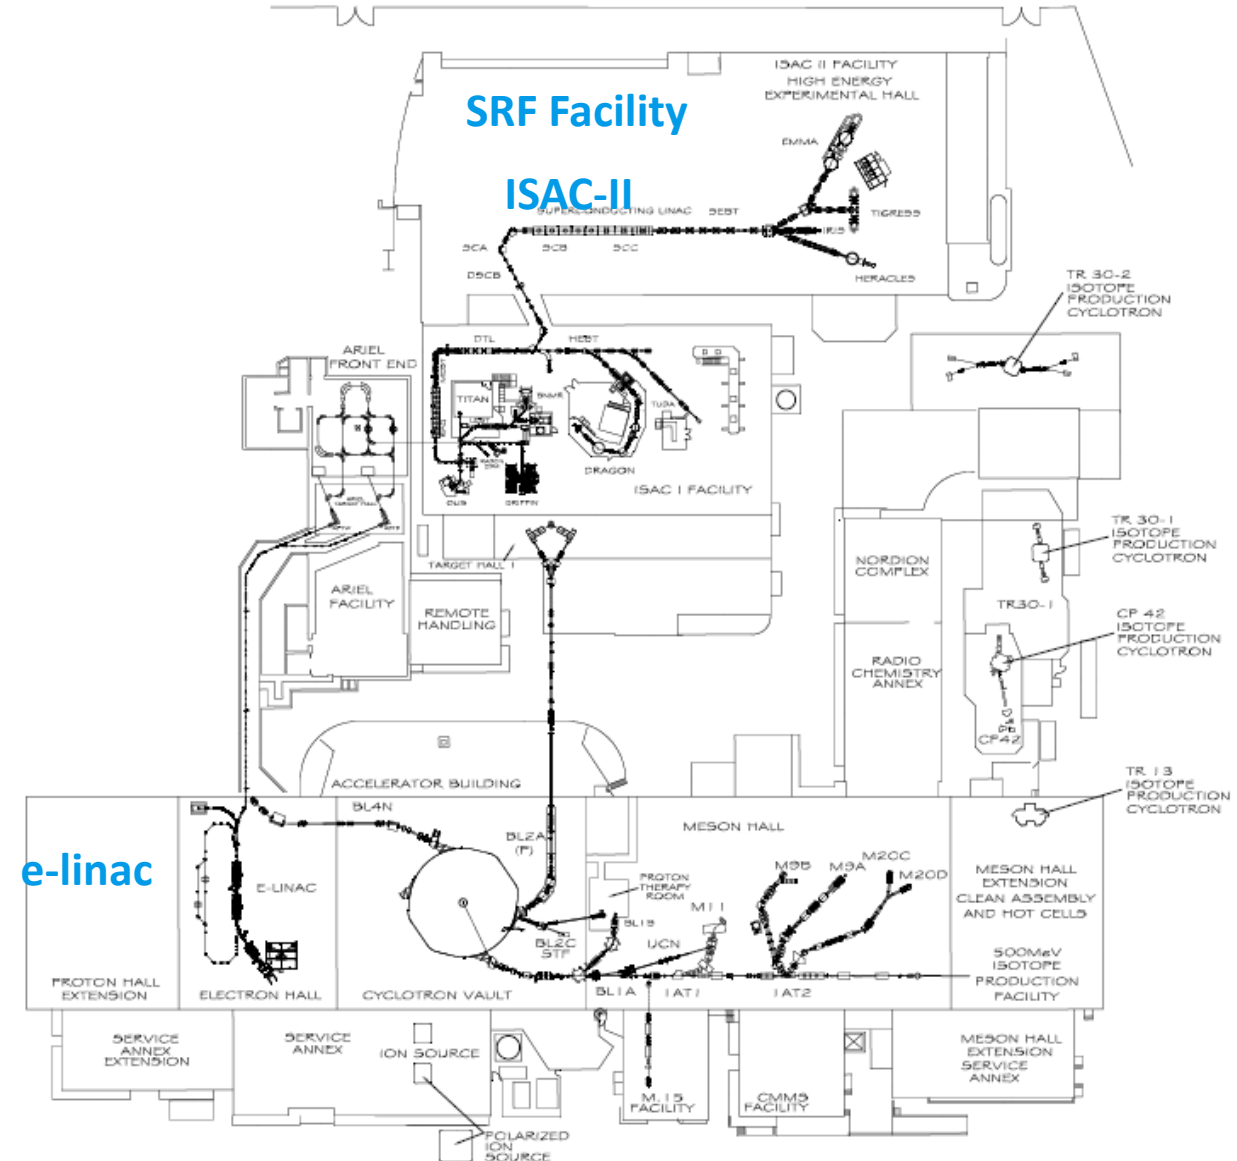 ISAC II FACILITY
HIGH ENERGY
EXPERIMENTAL HALL
SRF Facility
EMMA
ISAC-II
SUPERCONDUCTING LINAC
SEBT
TIGRESS
IRIS
SCA
SCB
SCC
DSCB
HERACLES
TR 30-2
ISOTOPE
PRODUCTION
CYCLOTRON
ARIEL
FRONT END
DTL
HEBT
MEBT
TITAN
BNMR
TUDA
DRAGON
ISAC I FACILITY
GRIFFIN
ARIEL
TARGET HALL
TARGET HALL 1
TR 30-1
ISOTOPE
PRODUCTION
CYCLOTRON
NORDION
COMPLEX
ARIEL
FACILITY
REMOTE
HANDLING
TR30-1
CP 42
ISOTOPE
PRODUCTION
CYCLOTRON
RADIO
CHEMISTRY
ANNEX
CP42
ACCELERATOR BUILDING
TR 13
ISOTOPE
PRODUCTION
CYCLOTRON
BL4N
BL2A
(P)
MESON HALL
e-linac
E-LINAC
PROTON
THERAPY
ROOM
M9B
M9A
M20C
M20D
MESON HALL
EXTENSION
CLEAN ASSEMBLY
AND HOT CELLS
M11
BL1B
BL2C
STF
UCN
500MeV
ISOTOPE
PRODUCTION
FACILITY
PROTON HALL
EXTENSION
ELECTRON HALL
CYCLOTRON VAULT
BL1A
1AT1
1AT2
SERVICE
ANNEX
EXTENSION
SERVICE
ANNEX
ION SOURCE
MESON HALL
EXTENSION
SERVICE
ANNEX
M.15
FACILITY
CMMS
FACILITY
POLARIZED
ION
SOURCE